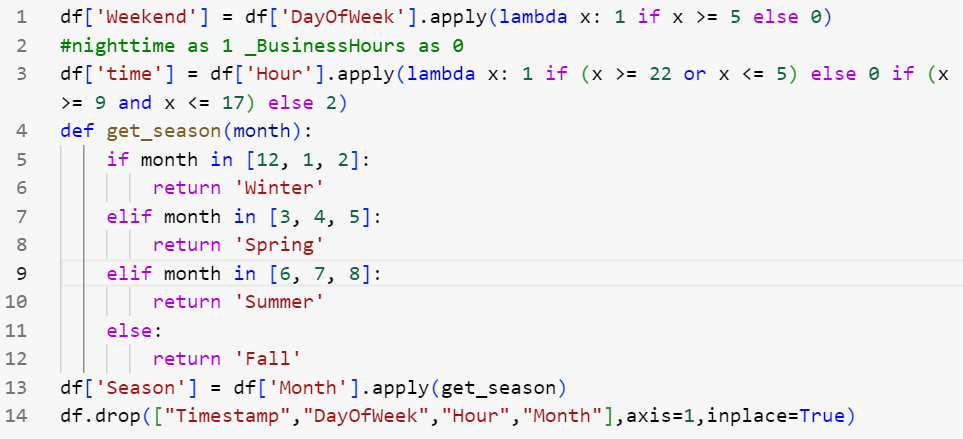 1 df['Weekend'] = df['DayOfWeek'].apply(lambda x: 1 if x >= 5 else 0)
2 #nighttime as 1 _BusinessHours as 0
3 df['time'] = df['Hour'].apply(lambda x: 1 if (x >= 22 or x <= 5) else 0 if (x
>= 9 and x <= 17) else 2)
4 def get_season(month):
5     if month in [12, 1, 2]:
6         return 'Winter'
7     elif month in [3, 4, 5]:
8         return 'Spring'
9     elif month in [6, 7, 8]:
10         return 'Summer'
11     else:
12         return 'Fall'
13 df['Season'] = df['Month'].apply(get_season)
14 df.drop(["Timestamp","DayOfWeek","Hour","Month"],axis=1,inplace=True)